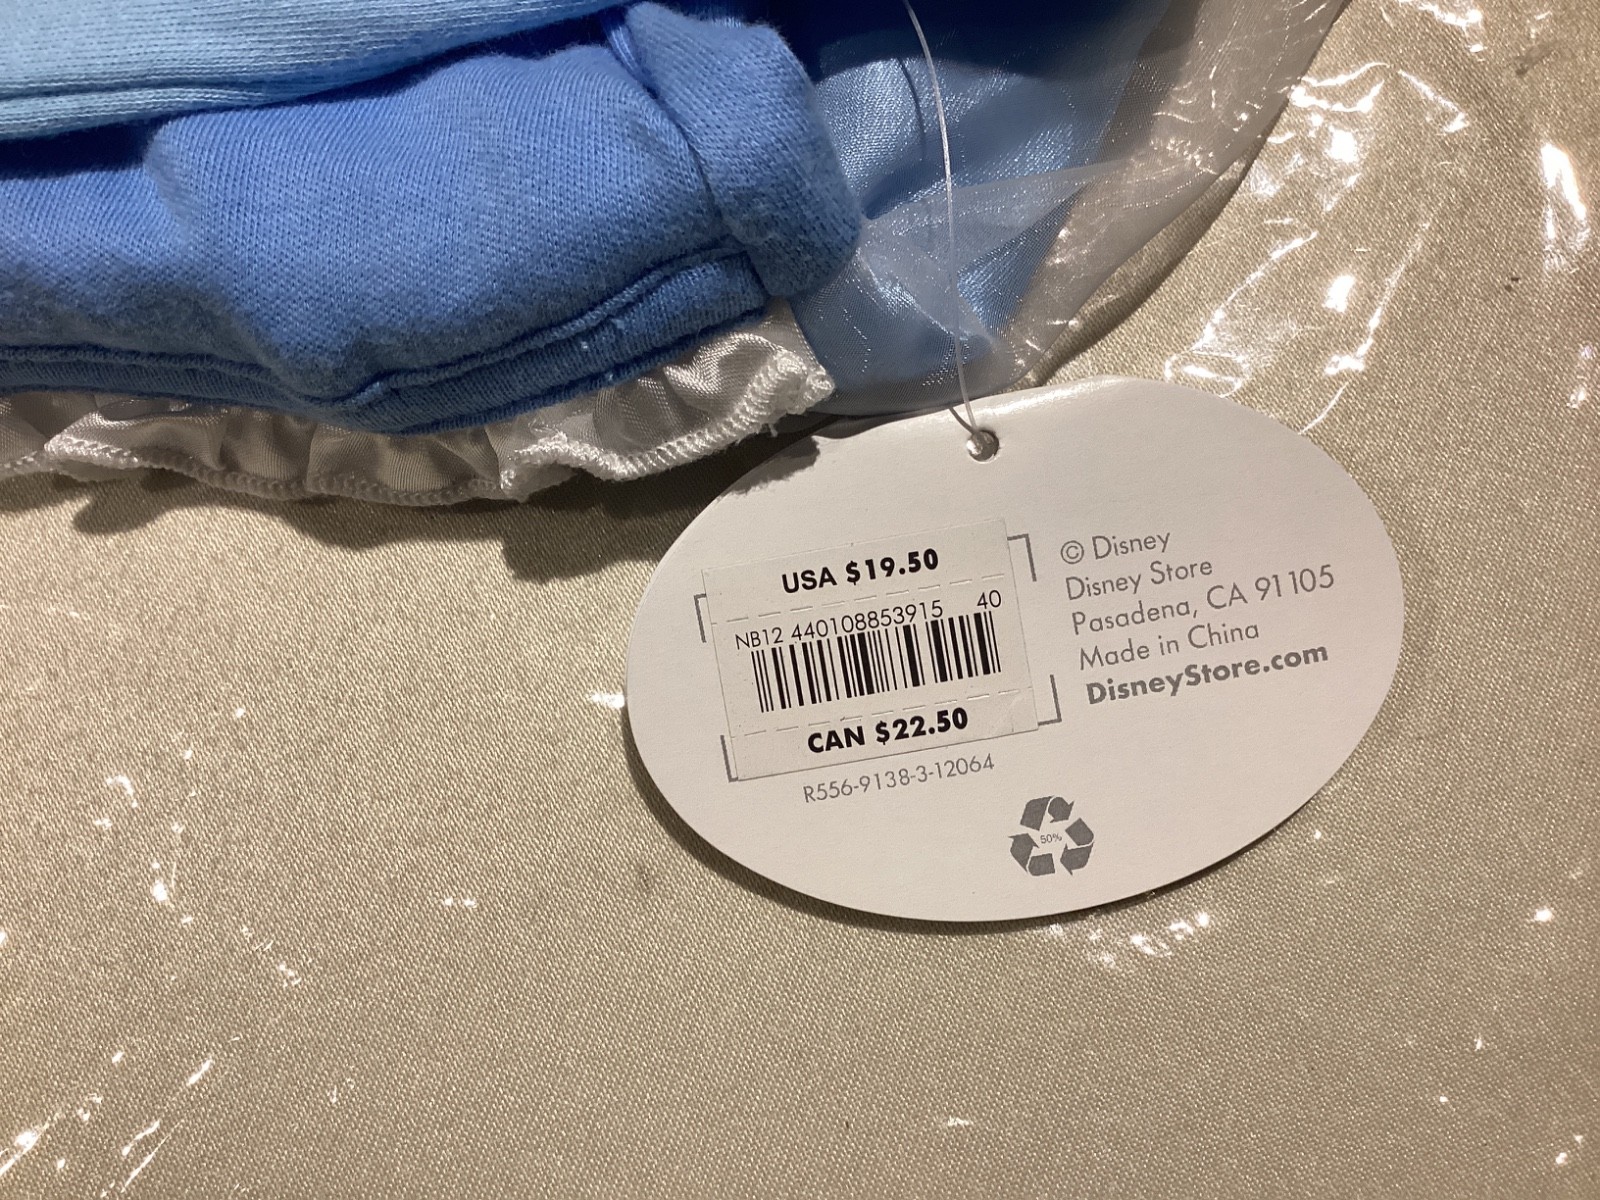 USA $19.50
NB12 440108853915 40
CAN $22.50
R556-9138-3-12064
© Disney
Disney Store
Pasadena, CA 91105
Made in China
DisneyStore.com
50%